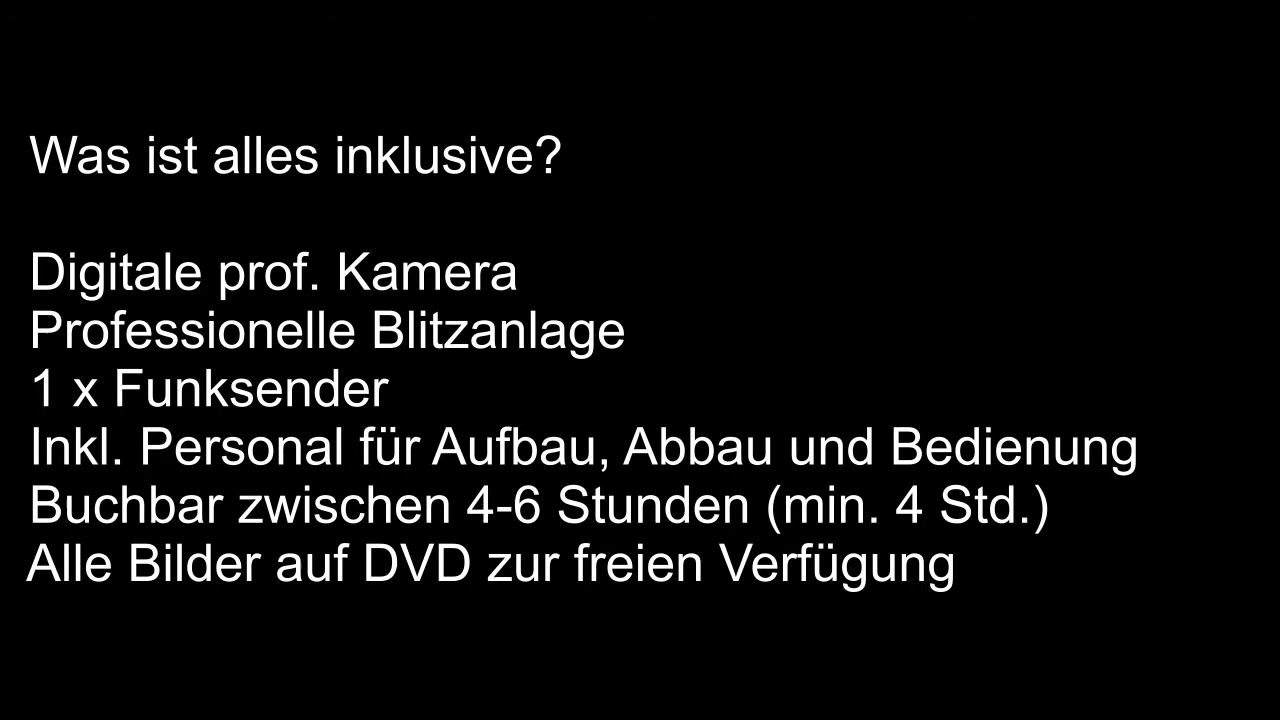 Was ist alles inklusive?
Digitale prof. Kamera
Professionelle Blitzanlage
1 x Funksender
Inkl. Personal für Aufbau, Abbau und Bedienung
Buchbar zwischen 4-6 Stunden (min. 4 Std.)
Alle Bilder auf DVD zur freien Verfügung